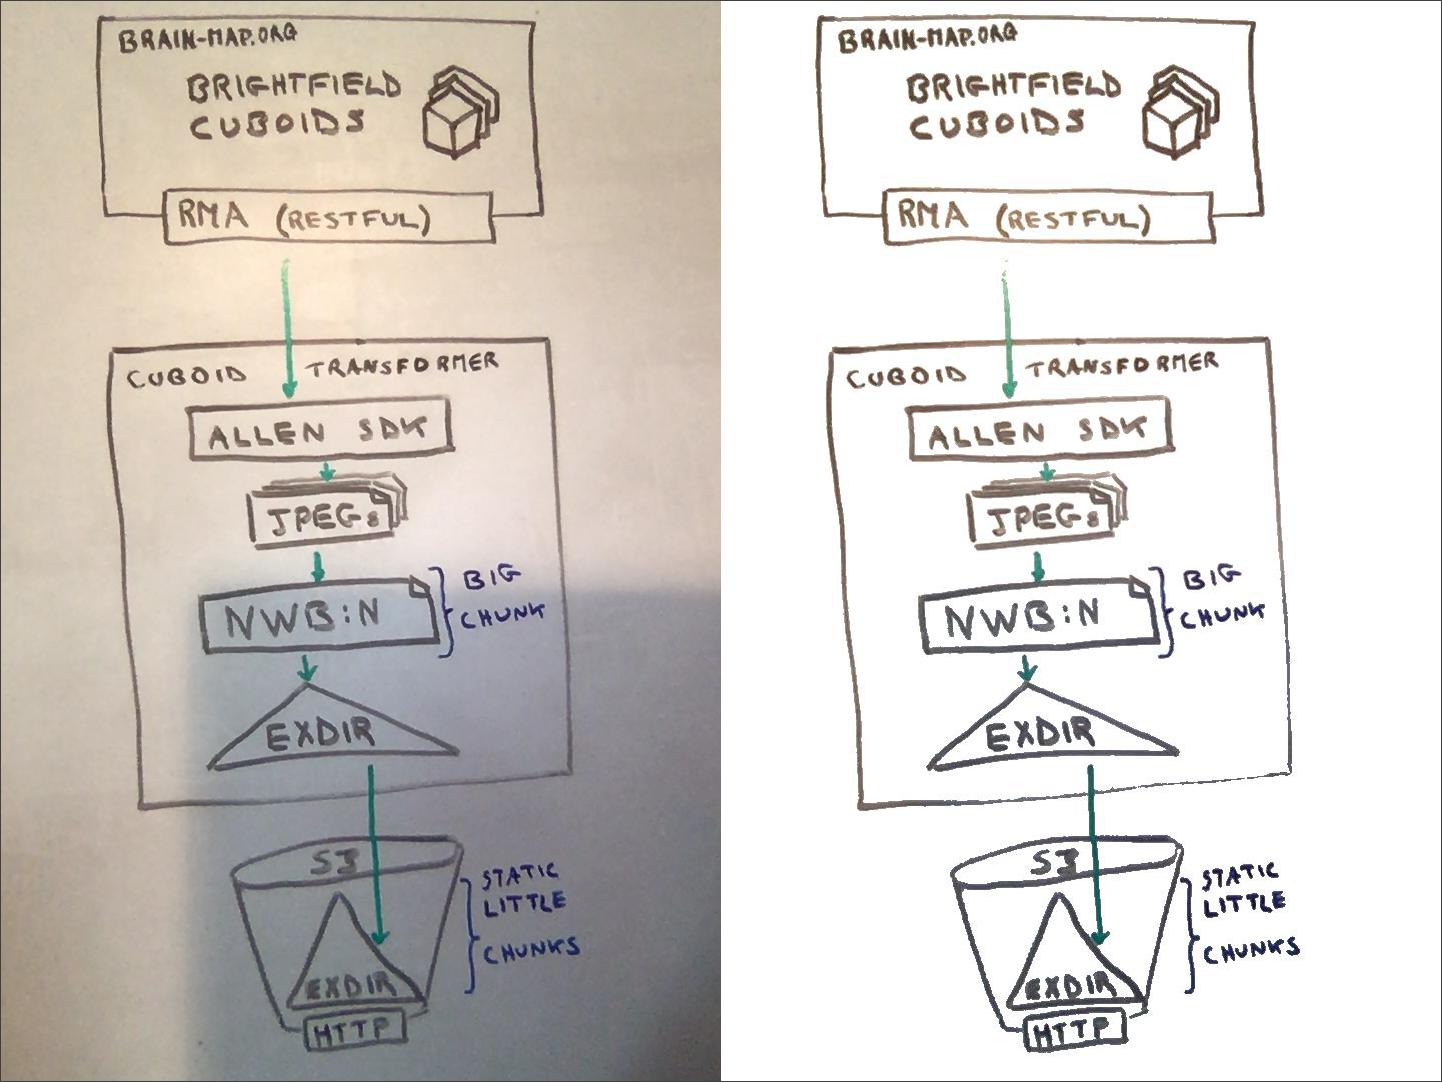 BRAIN-MAP.ORG
BRIGHTFIELD
CUBOIDS
RMA (RESTFUL)
CUBOID TRANSFORMER
ALLEN SDK
JPEGs
NWB:N
BIG
CHUNK
EXDIR
S3
STATIC
LITTLE
CHUNKS
EXDIR
HTTP
BRAIN-MAP.ORG
BRIGHTFIELD
CUBOIDS
RMA (RESTFUL)
CUBOID TRANSFORMER
ALLEN SDK
JPEGs
NWB:N
BIG
CHUNK
EXDIR
S3
STATIC
LITTLE
CHUNKS
EXDIR
HTTP